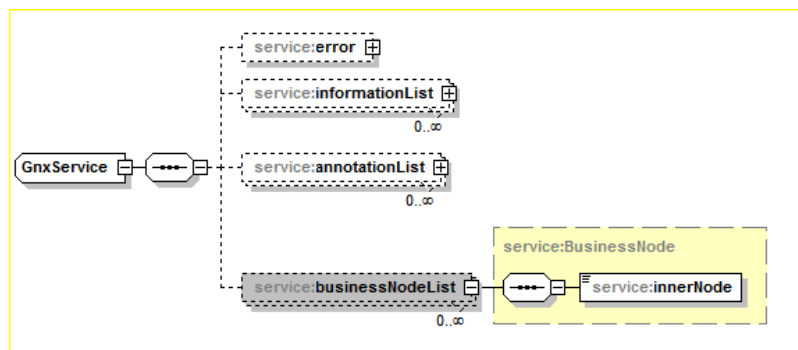 service:error
service:informationList
0..∞
GnxService
service:annotationList
0..∞
service:BusinessNode
service:businessNodeList
service:innerNode
0..∞